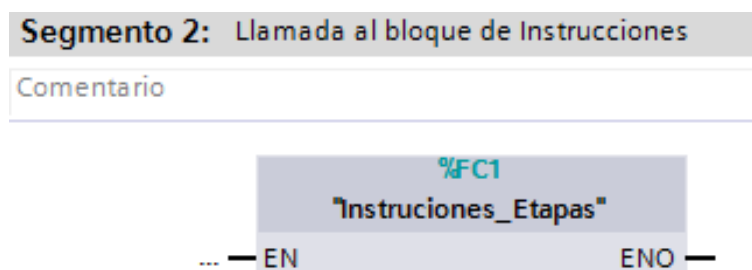 Segmento 2: Llamada al bloque de Instrucciones
Comentario
%FC1
"Instruciones_Etapas"
... EN ENO